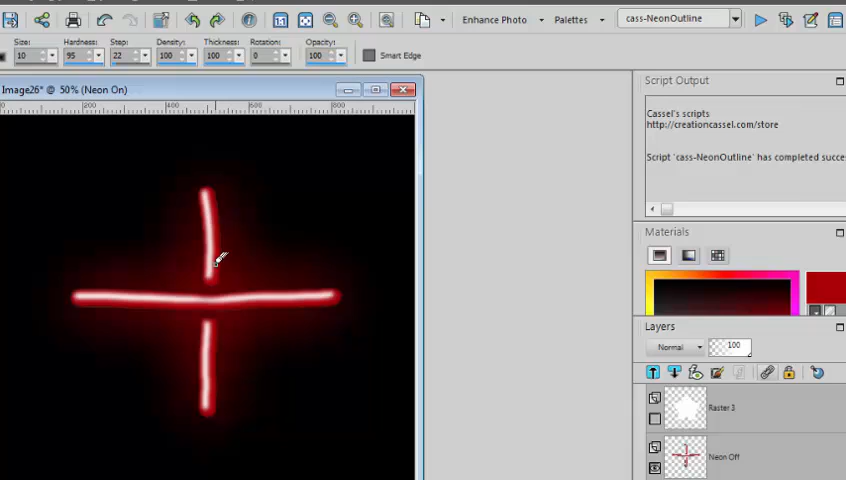 Enhance Photo
Palettes
cass-NeonOutline
Size:
Hardness:
Step:
Density:
Thickness:
Rotation:
Opacity:
10
95
22
100
100
0
100
Smart Edge
Image26* @ 50% (Neon On)
0
200
400
600
800
Script Output
Cassel's scripts
http://creationcassel.com/store
Script 'cass-NeonOutline' has completed succe
Materials
Layers
Normal
100
Raster 3
Neon Off